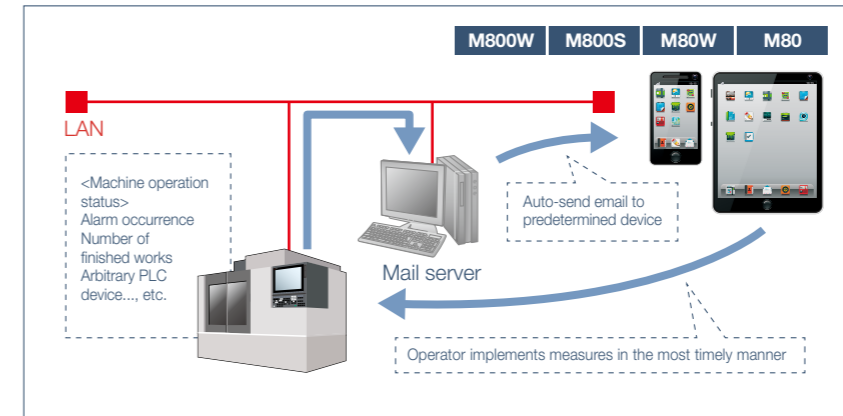 M800W M800S M80W M80
LAN
<Machine operation
status>
Alarm occurrence
Number of
finished works
Arbitrary PLC
device..., etc.
Mail server
Auto-send email to
predetermined device
Operator implements measures in the most timely manner